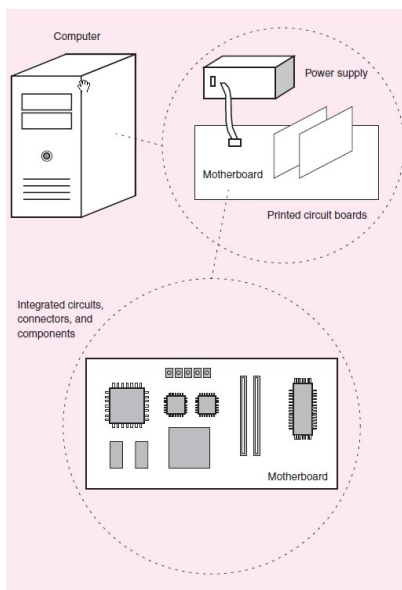 Computer
Power supply
Motherboard
Printed circuit boards
Integrated circuits,
connectors, and
components
Motherboard